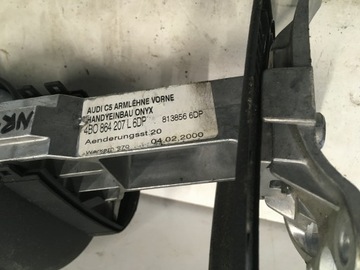 AUDI C5 ARMLEHNE VORNE
HANDYEINBAU ONYX
4B0 864 207 L 6DP 813856 6DP
Aenderungsst.20
04.02.2000